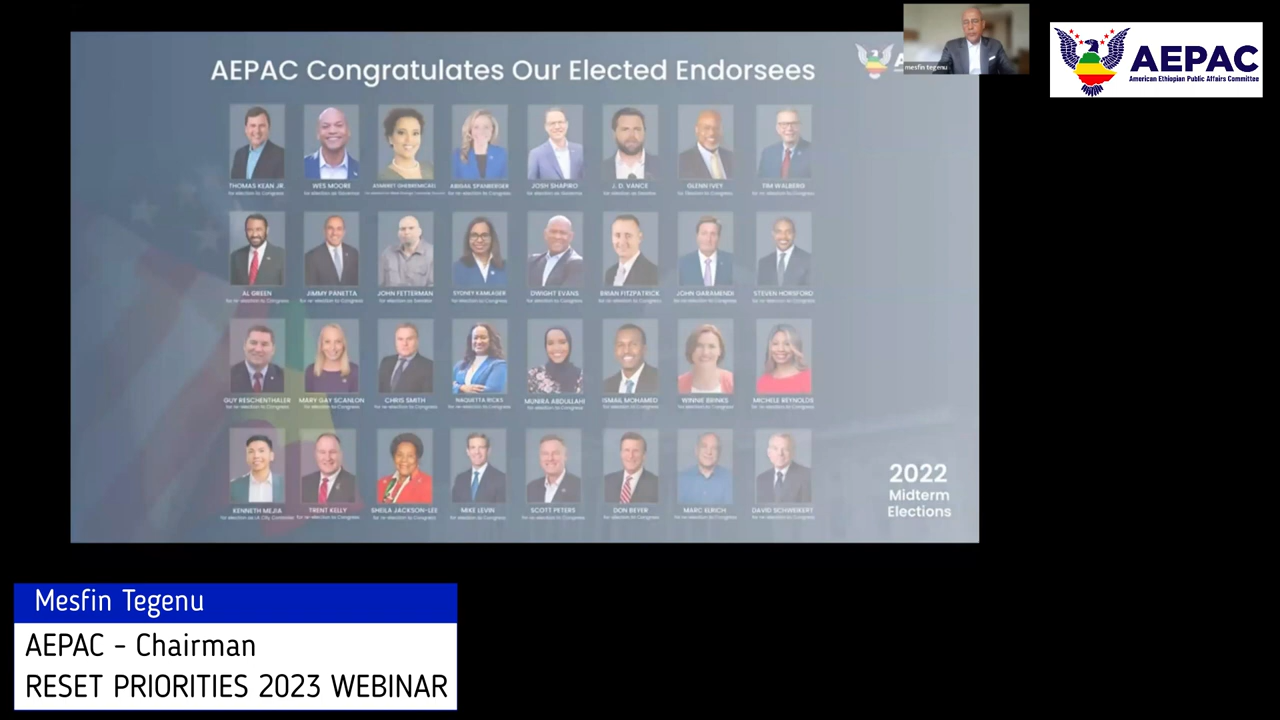 AEPAC Congratulates Our Elected Endorsees
mesfin tegenu
AEPAC
American Ethiopian Public Affairs Committee
THOMAS KEAN JR. WES MOORE ABIGAIL SPANBERGER JOSH SHAPIRO J. D. VANCE GLENN IVEY TIM WALBERG
AL GREEN JIMMY PANETTA JOHN FETTERMAN SYDNEY KAMLAGER DWIGHT EVANS BRIAN FITZPATRICK JOHN GARAMENDI STEVEN HORSFORD
GUY RESCHENTHALER MARY GAY SCANLON CHRIS SMITH NAQUETTA RICKS MUNIRA ABDULLAHI ISMAIL MOHAMED WINNIE BRINKS MICHELE REYNOLDS
KENNETH MEJIA TRENT KELLY SHEILA JACKSON-LEE MIKE LEVIN SCOTT PETERS DON BEYER MARC ELRICH DAVID SCHWEIKERT
2022
Midterm
Elections
Mesfin Tegenu
AEPAC - Chairman
RESET PRIORITIES 2023 WEBINAR